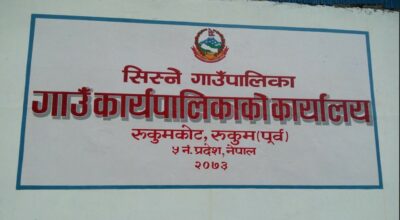 सिस्ने गाउँपालिका
गाउँ कार्यपालिकाको कार्यालय
रुकुमकोट, रुकुम(पूर्व)
५ नं. प्रदेश, नेपाल
२०७३